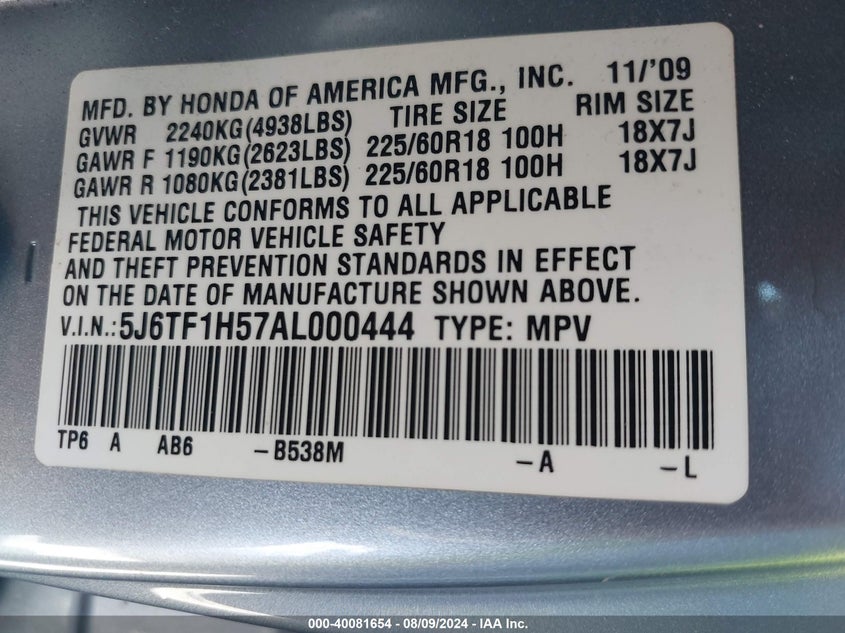 MFD. BY HONDA OF AMERICA MFG., INC. 11/'09
GVWR 2240KG(4938LBS) TIRE SIZE RIM SIZE
GAWR F 1190KG(2623LBS) 225/60R18 100H 18X7J
GAWR R 1080KG(2381LBS) 225/60R18 100H 18X7J
THIS VEHICLE CONFORMS TO ALL APPLICABLE
FEDERAL MOTOR VEHICLE SAFETY
AND THEFT PREVENTION STANDARDS IN EFFECT
ON THE DATE OF MANUFACTURE SHOWN ABOVE.
V.I.N.:5J6TF1H57AL000444 TYPE: MPV
TP6 A AB6 -B538M -A -L
000-40081654 - 08/09/2024 - IAA Inc.